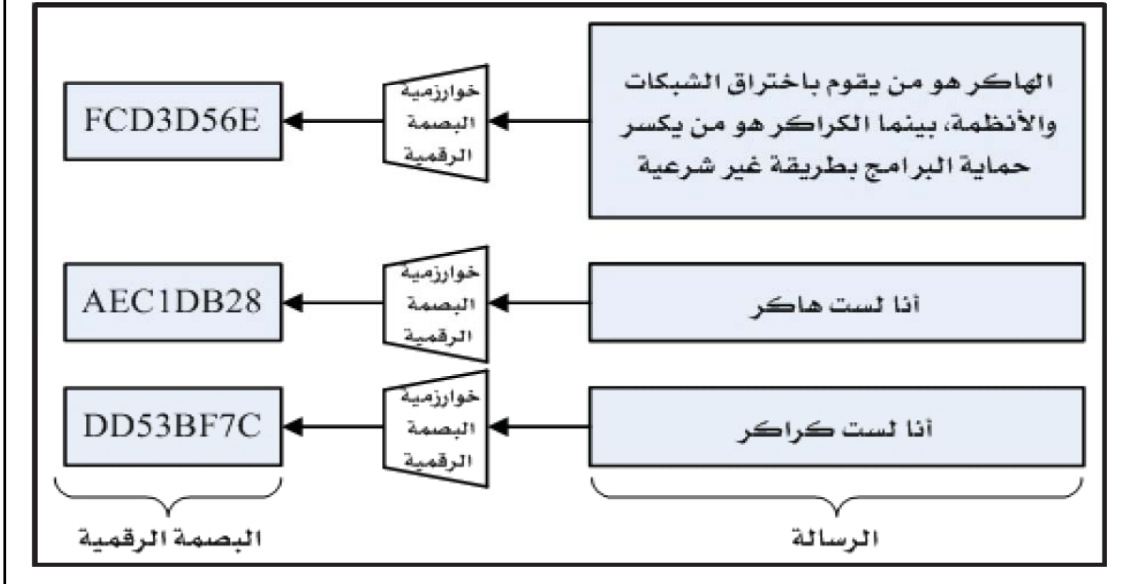 الهاكر هو من يقوم باختراق الشبكات
والأنظمة، بينما الكراكر هو من يكسر
حماية البرامج بطريقة غير شرعية
خوارزمية
البصمة
الرقمية
FCD3D56E
أنا لست هاكر
خوارزمية
البصمة
الرقمية
AEC1DB28
أنا لست كراكر
خوارزمية
البصمة
الرقمية
DD53BF7C
الرسالة
البصمة الرقمية